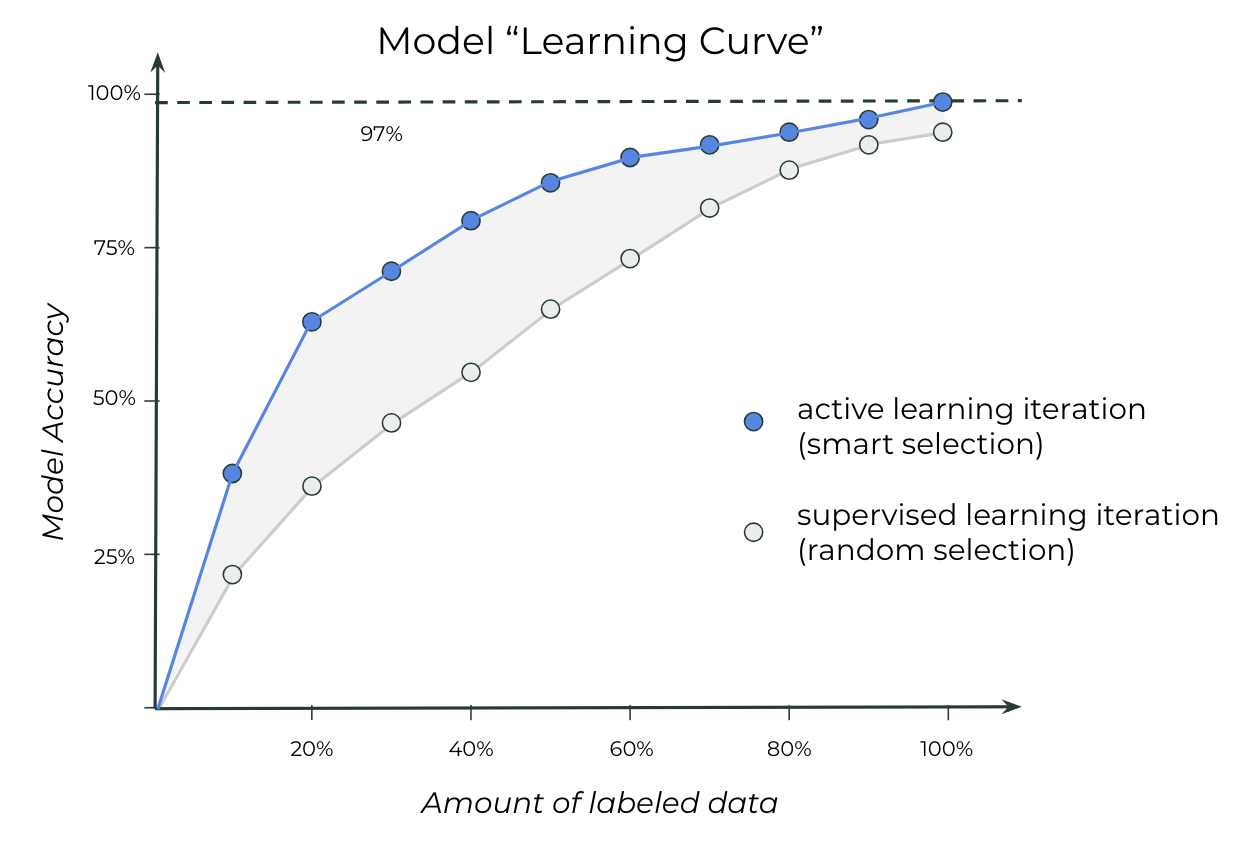 Model “Learning Curve”
100%
97%
75%
Model Accuracy
50%
active learning iteration
(smart selection)
supervised learning iteration
(random selection)
25%
20%
40%
60%
80%
100%
Amount of labeled data